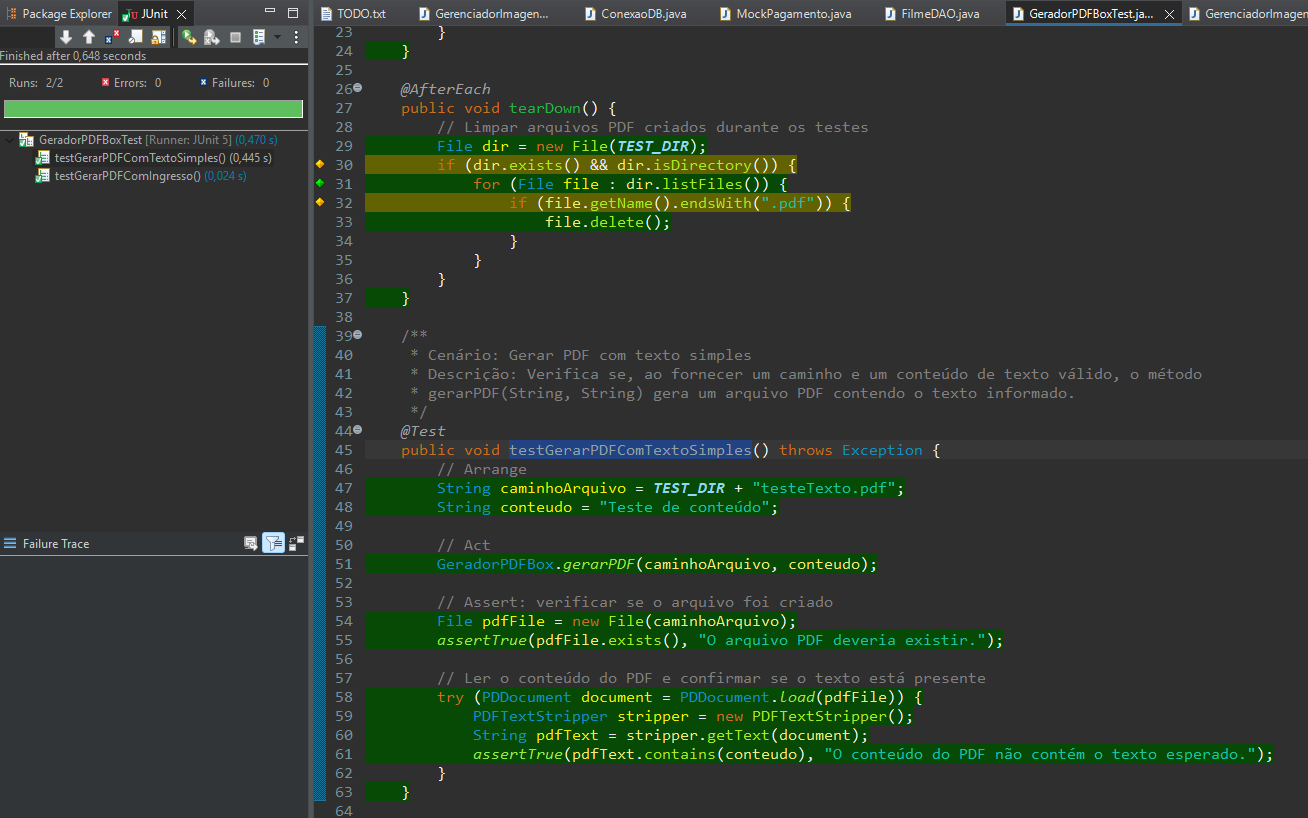 Package Explorer
JUnit
Finished after 0,648 seconds
Runs: 2/2
Errors: 0
Failures: 0
GeradorPDFBoxTest [Runner: JUnit 5] (0,470 s)
testGerarPDFComTextoSimples() (0,445 s)
testGerarPDFComIngresso() (0,024 s)
Failure Trace
TODO.txt
GerenciadorImagen...
ConexaoDB.java
MockPagamento.java
FilmeDAO.java
GeradorPDFBoxTest.ja...
GerenciadorImagen
23 }
24 }
25
26 @AfterEach
27 public void tearDown() {
28 // Limpar arquivos PDF criados durante os testes
29 File dir = new File(TEST_DIR);
30 if (dir.exists() && dir.isDirectory()) {
31 for (File file : dir.listFiles()) {
32 if (file.getName().endsWith(".pdf")) {
33 file.delete();
34 }
35 }
36 }
37 }
38
39 /**
40 * Cenário: Gerar PDF com texto simples
41 * Descrição: Verifica se, ao fornecer um caminho e um conteúdo de texto válido, o método
42 * gerarPDF(String, String) gera um arquivo PDF contendo o texto informado.
43 */
44 @Test
45 public void testGerarPDFComTextoSimples() throws Exception {
46 // Arrange
47 String caminhoArquivo = TEST_DIR + "testeTexto.pdf";
48 String conteudo = "Teste de conteúdo";
49
50 // Act
51 GeradorPDFBox.gerarPDF(caminhoArquivo, conteudo);
52
53 // Assert: verificar se o arquivo foi criado
54 File pdfFile = new File(caminhoArquivo);
55 assertTrue(pdfFile.exists(), "O arquivo PDF deveria existir.");
56
57 // Ler o conteúdo do PDF e confirmar se o texto está presente
58 try (PDDocument document = PDDocument.load(pdfFile)) {
59 PDFTextStripper stripper = new PDFTextStripper();
60 String pdfText = stripper.getText(document);
61 assertTrue(pdfText.contains(conteudo), "O conteúdo do PDF não contém o texto esperado.");
62 }
63 }
64